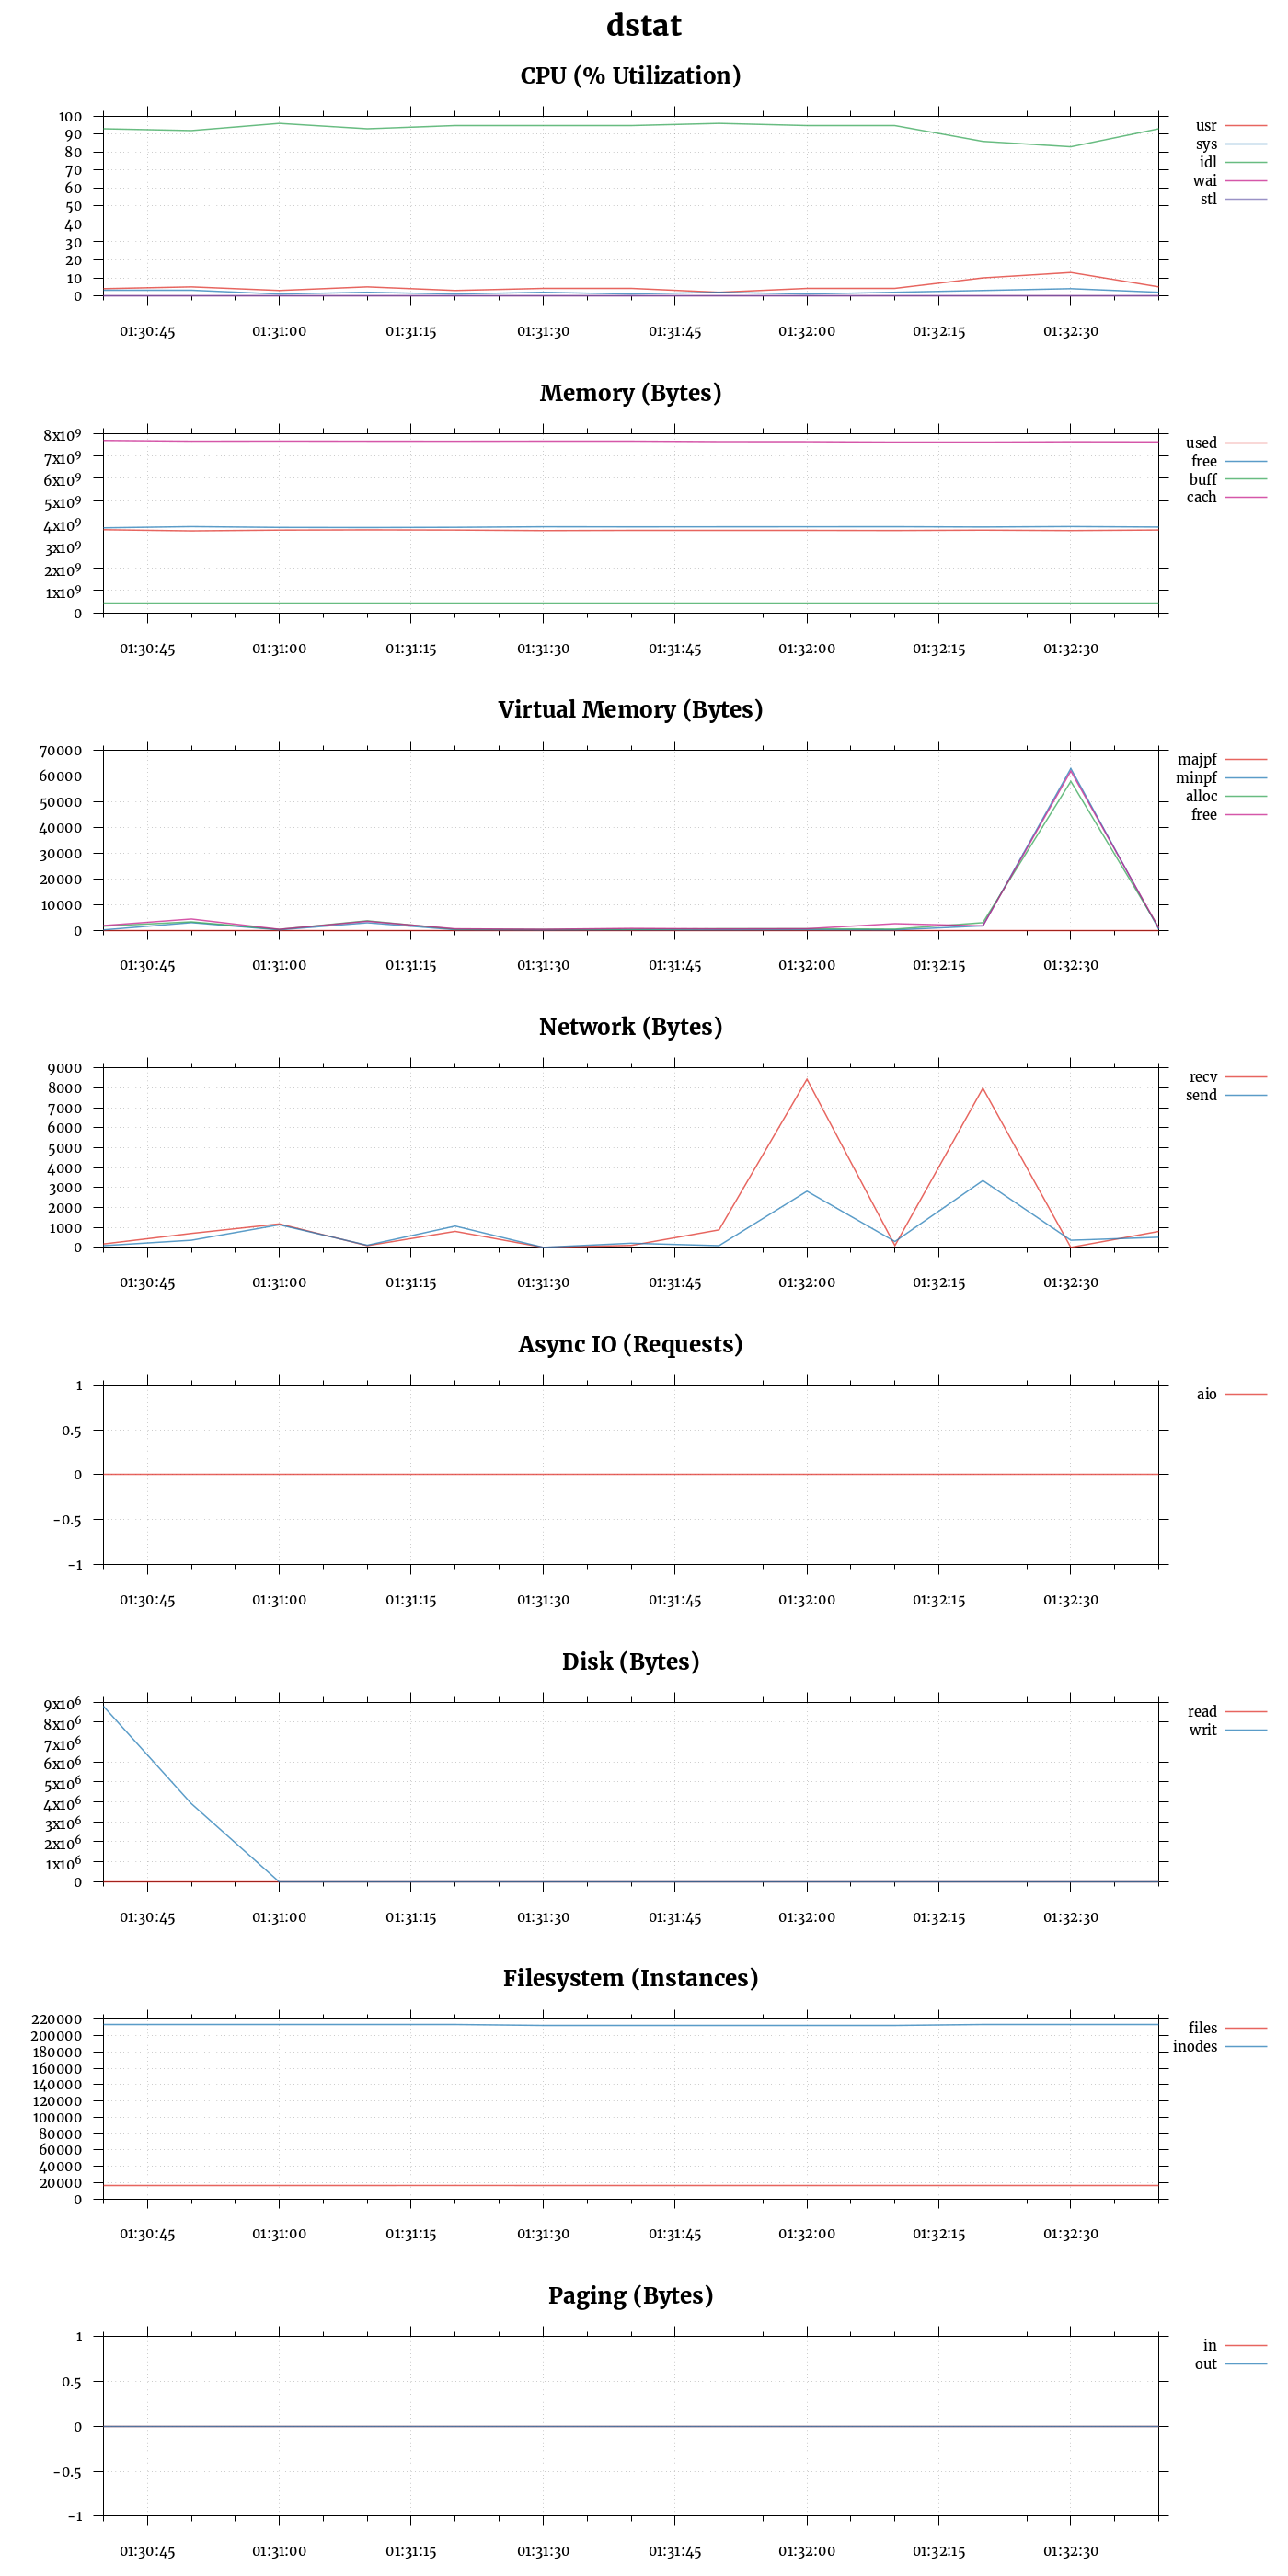 dstat
CPU (% Utilization)
100
90
80
70
60
50
40
30
20
10
0
usr
sys
idl
wai
stl
01:30:45 01:31:00 01:31:15 01:31:30 01:31:45 01:32:00 01:32:15 01:32:30
Memory (Bytes)
8x10⁹
7x10⁹
6x10⁹
5x10⁹
4x10⁹
3x10⁹
2x10⁹
1x10⁹
0
used
free
buff
cach
01:30:45 01:31:00 01:31:15 01:31:30 01:31:45 01:32:00 01:32:15 01:32:30
Virtual Memory (Bytes)
70000
60000
50000
40000
30000
20000
10000
0
majpf
minpf
alloc
free
01:30:45 01:31:00 01:31:15 01:31:30 01:31:45 01:32:00 01:32:15 01:32:30
Network (Bytes)
9000
8000
7000
6000
5000
4000
3000
2000
1000
0
recv
send
01:30:45 01:31:00 01:31:15 01:31:30 01:31:45 01:32:00 01:32:15 01:32:30
Async IO (Requests)
1
0.5
0
-0.5
-1
aio
01:30:45 01:31:00 01:31:15 01:31:30 01:31:45 01:32:00 01:32:15 01:32:30
Disk (Bytes)
9x10⁶
8x10⁶
7x10⁶
6x10⁶
5x10⁶
4x10⁶
3x10⁶
2x10⁶
1x10⁶
0
read
writ
01:30:45 01:31:00 01:31:15 01:31:30 01:31:45 01:32:00 01:32:15 01:32:30
Filesystem (Instances)
220000
200000
180000
160000
140000
120000
100000
80000
60000
40000
20000
0
files
inodes
01:30:45 01:31:00 01:31:15 01:31:30 01:31:45 01:32:00 01:32:15 01:32:30
Paging (Bytes)
1
0.5
0
-0.5
-1
in
out
01:30:45 01:31:00 01:31:15 01:31:30 01:31:45 01:32:00 01:32:15 01:32:30